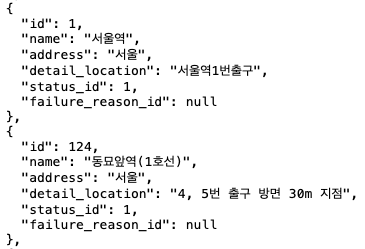 {
"id": 1,
"name": "서울역",
"address": "서울",
"detail_location": "서울역1번출구",
"status_id": 1,
"failure_reason_id": null
},
{
"id": 124,
"name": "동묘앞역(1호선)",
"address": "서울",
"detail_location": "4, 5번 출구 방면 30m 지점",
"status_id": 1,
"failure_reason_id": null
},